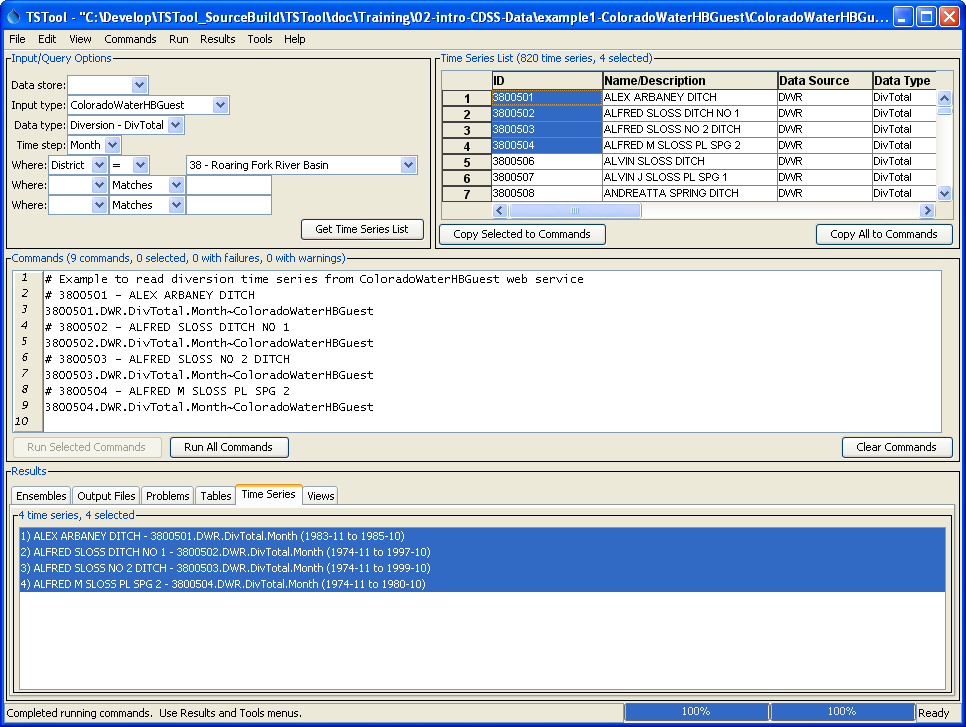 TSTool - "C:\Develop\TSTool_SourceBuild\TSTool\doc\Training\02-intro-CDSS-Data\example1-ColoradoWaterHBGuest\ColoradoWaterHBGu...
File Edit View Commands Run Results Tools Help
Input/Query Options
Data store:
Input type: ColoradoWaterHBGuest
Data type: Diversion - DivTotal
Time step: Month
Where: District = 38 - Roaring Fork River Basin
Where: Matches
Where: Matches
Get Time Series List
Time Series List (820 time series, 4 selected)
ID Name/Description Data Source Data Type
1 3800501 ALEX ARBANEY DITCH DWR DivTotal
2 3800502 ALFRED SLOSS DITCH NO 1 DWR DivTotal
3 3800503 ALFRED SLOSS NO 2 DITCH DWR DivTotal
4 3800504 ALFRED M SLOSS PL SPG 2 DWR DivTotal
5 3800506 ALVIN SLOSS DITCH DWR DivTotal
6 3800507 ALVIN J SLOSS PL SPG 1 DWR DivTotal
7 3800508 ANDREATTA SPRING DITCH DWR DivTotal
Copy Selected to Commands Copy All to Commands
Commands (9 commands, 0 selected, 0 with failures, 0 with warnings)
1 # Example to read diversion time series from ColoradoWaterHBGuest web service
2 # 3800501 - ALEX ARBANEY DITCH
3 3800501.DWR.DivTotal.Month~ColoradoWaterHBGuest
4 # 3800502 - ALFRED SLOSS DITCH NO 1
5 3800502.DWR.DivTotal.Month~ColoradoWaterHBGuest
6 # 3800503 - ALFRED SLOSS NO 2 DITCH
7 3800503.DWR.DivTotal.Month~ColoradoWaterHBGuest
8 # 3800504 - ALFRED M SLOSS PL SPG 2
9 3800504.DWR.DivTotal.Month~ColoradoWaterHBGuest
10
Run Selected Commands Run All Commands Clear Commands
Results
Ensembles Output Files Problems Tables Time Series Views
4 time series, 4 selected
1) ALEX ARBANEY DITCH - 3800501.DWR.DivTotal.Month (1983-11 to 1985-10)
2) ALFRED SLOSS DITCH NO 1 - 3800502.DWR.DivTotal.Month (1974-11 to 1997-10)
3) ALFRED SLOSS NO 2 DITCH - 3800503.DWR.DivTotal.Month (1974-11 to 1999-10)
4) ALFRED M SLOSS PL SPG 2 - 3800504.DWR.DivTotal.Month (1974-11 to 1980-10)
Completed running commands. Use Results and Tools menus. 100% 100% Ready